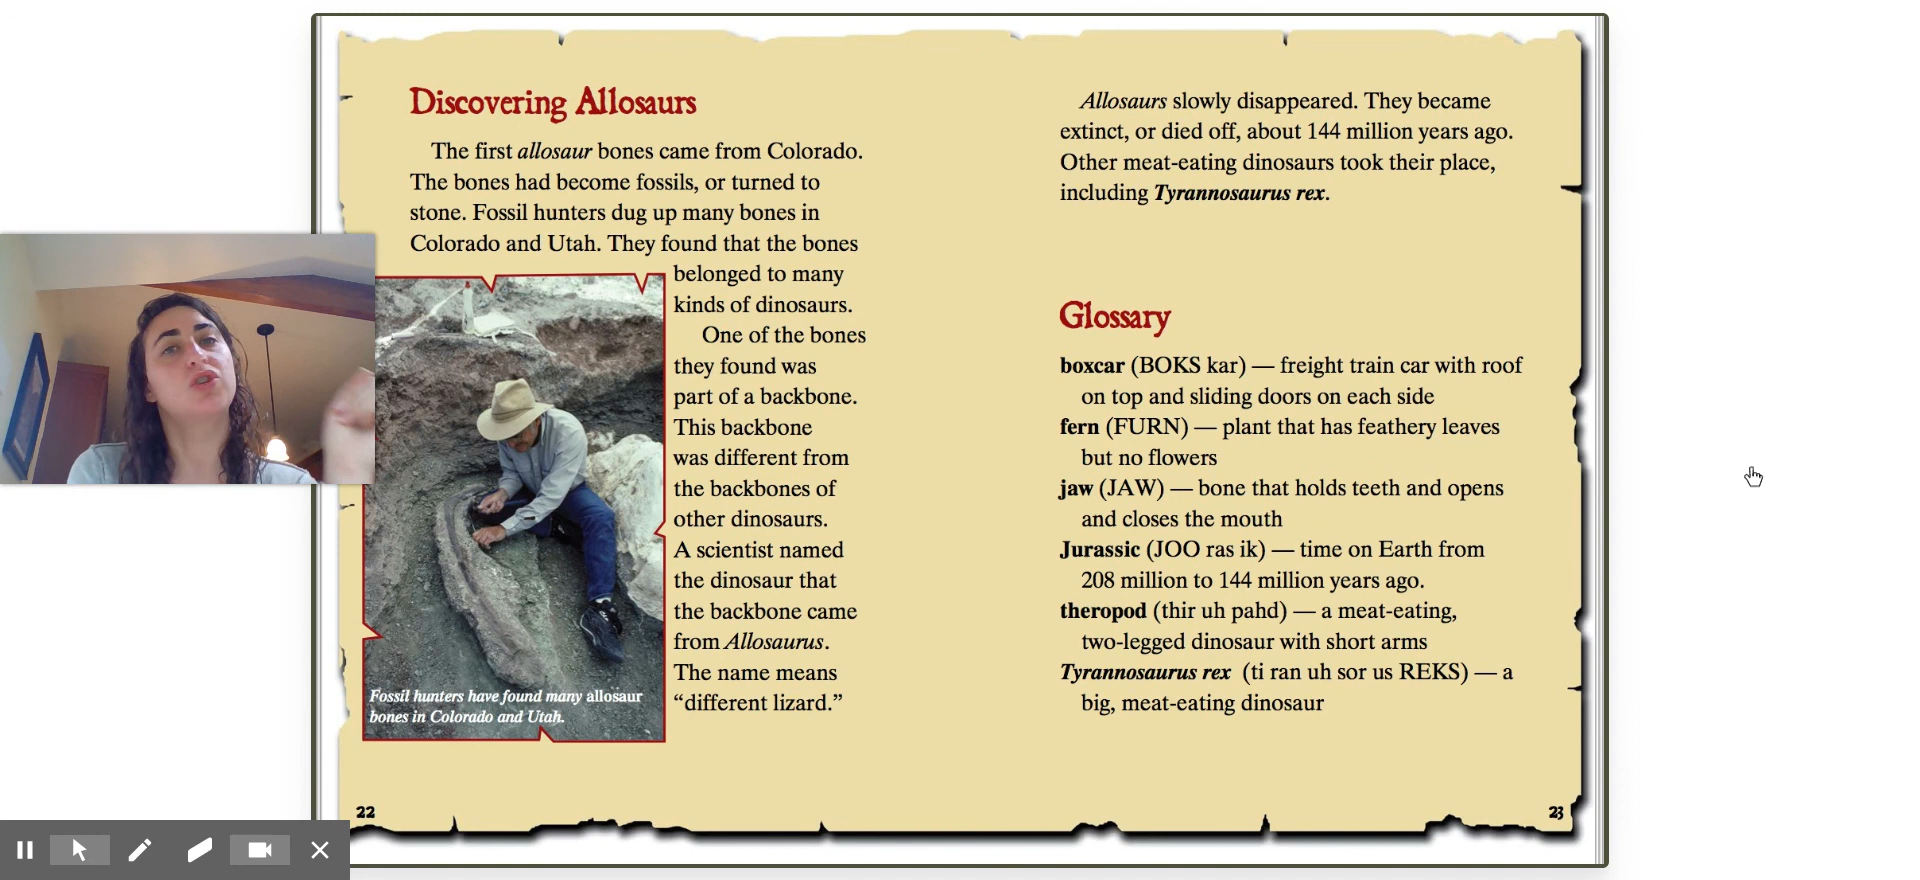 Discovering Allosaurs
The first allosaur bones came from Colorado.
The bones had become fossils, or turned to
stone. Fossil hunters dug up many bones in
Colorado and Utah. They found that the bones
belonged to many
kinds of dinosaurs.
One of the bones
they found was
part of a backbone.
This backbone
was different from
the backbones of
other dinosaurs.
A scientist named
the dinosaur that
the backbone came
from Allosaurus.
The name means
“different lizard.”
Fossil hunters have found many allosaur
bones in Colorado and Utah.
22
Allosaurs slowly disappeared. They became
extinct, or died off, about 144 million years ago.
Other meat-eating dinosaurs took their place,
including Tyrannosaurus rex.
Glossary
boxcar (BOKS kar) — freight train car with roof
on top and sliding doors on each side
fern (FURN) — plant that has feathery leaves
but no flowers
jaw (JAW) — bone that holds teeth and opens
and closes the mouth
Jurassic (JOO ras ik) — time on Earth from
208 million to 144 million years ago.
theropod (thir uh pahd) — a meat-eating,
two-legged dinosaur with short arms
Tyrannosaurus rex (ti ran uh sor us REKS) — a
big, meat-eating dinosaur
23